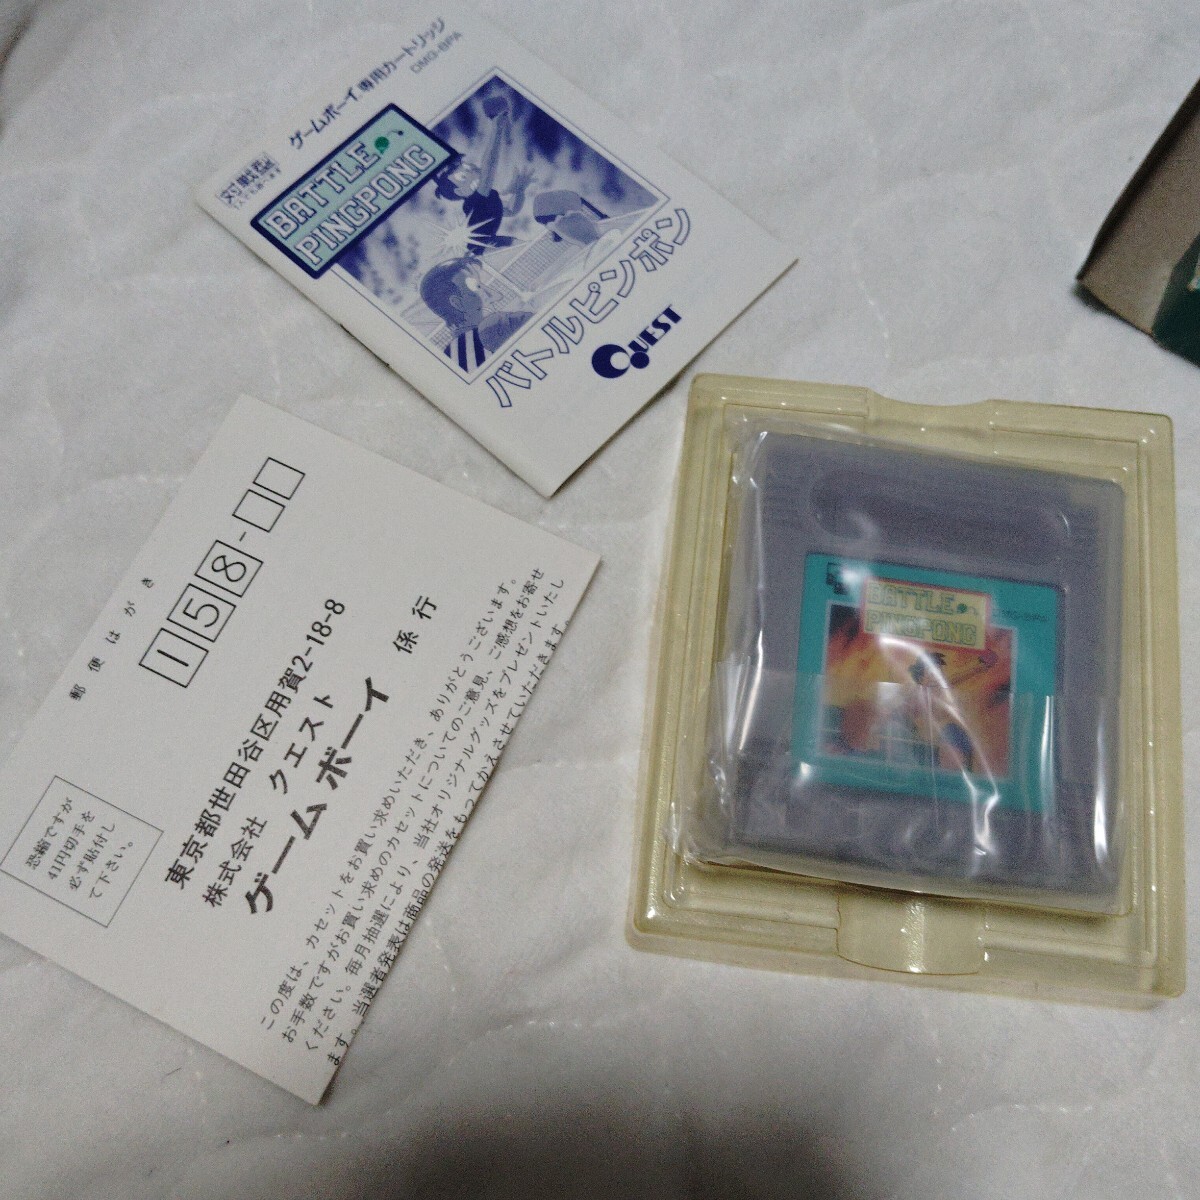 ゲームボーイ専用カートリッジ
DMG-BPA
対戦
BATTLE
PINGPONG
バトルピンポン
QUEST
郵便はがき
158-
東京都世田谷区用賀2-18-8
株式会社 クエスト
ゲームボーイ 係行
恐縮ですが
41円切手を
必ず貼付し
て下さい。
この度は、カセットをお買い求めいただき、ありがとうございます。
お手数ですがお買い求めのカセットについてのご意見、ご感想をお寄せ
ください。毎月抽選により、当社オリジナルグッズをプレゼントいたし
ます。当選者発表は商品の発送をもってかえさせていただきます。
BATTLE
PINGPONG
DMG-BPA